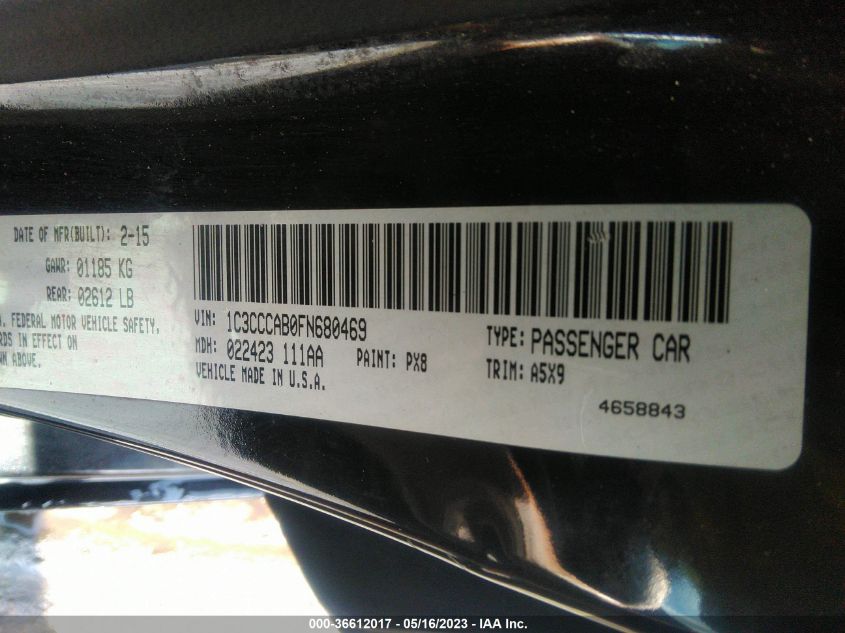 DATE OF MFR(BUILT): 2-15
GAWR: 01185 KG
REAR: 02612 LB
FEDERAL MOTOR VEHICLE SAFETY,
IN EFFECT ON
ABOVE.
VIN: 1C3CCCAB0FN680469
TYPE: PASSENGER CAR
MDH: 022423 111AA PAINT: PX8
TRIM: A5X9
VEHICLE MADE IN U.S.A.
4658843
000-36612017 - 05/16/2023 - IAA Inc.